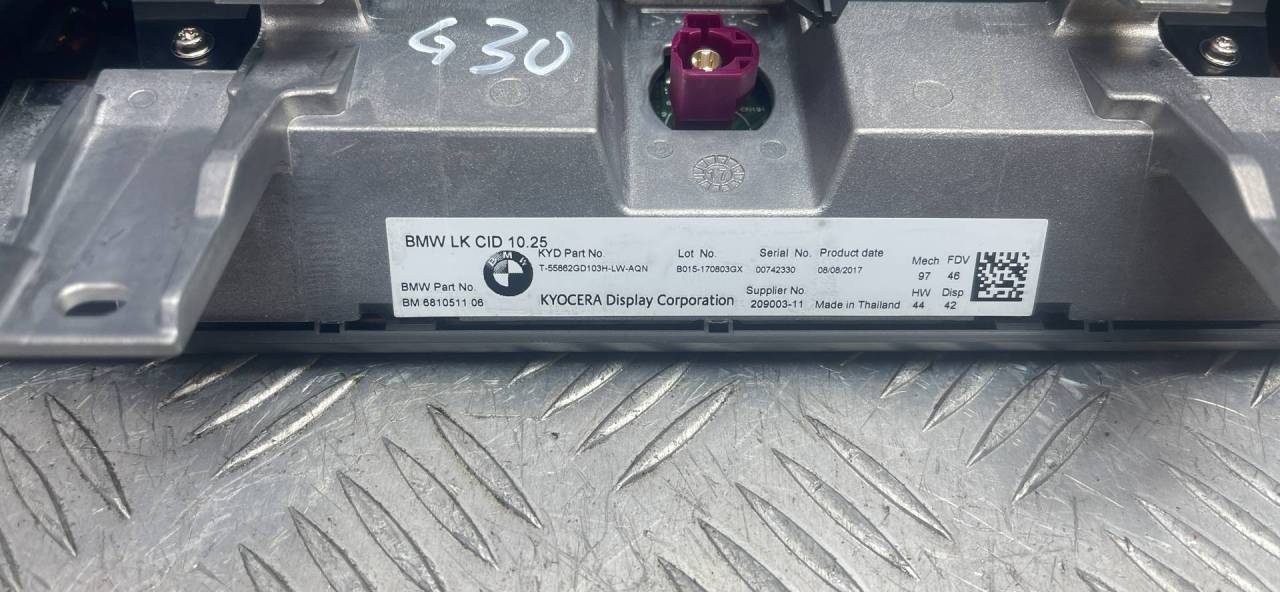 G30
17
BMW LK CID 10.25
BMW
KYD Part No. Lot No. Serial No. Product date
T-55862GD103H-LW-AQN B015-170803GX 00742330 08/08/2017
Mech FDV
97 46
BMW Part No. Supplier No. HW Disp
BM 6810511 06 KYOCERA Display Corporation 209003-11 Made in Thailand 44 42